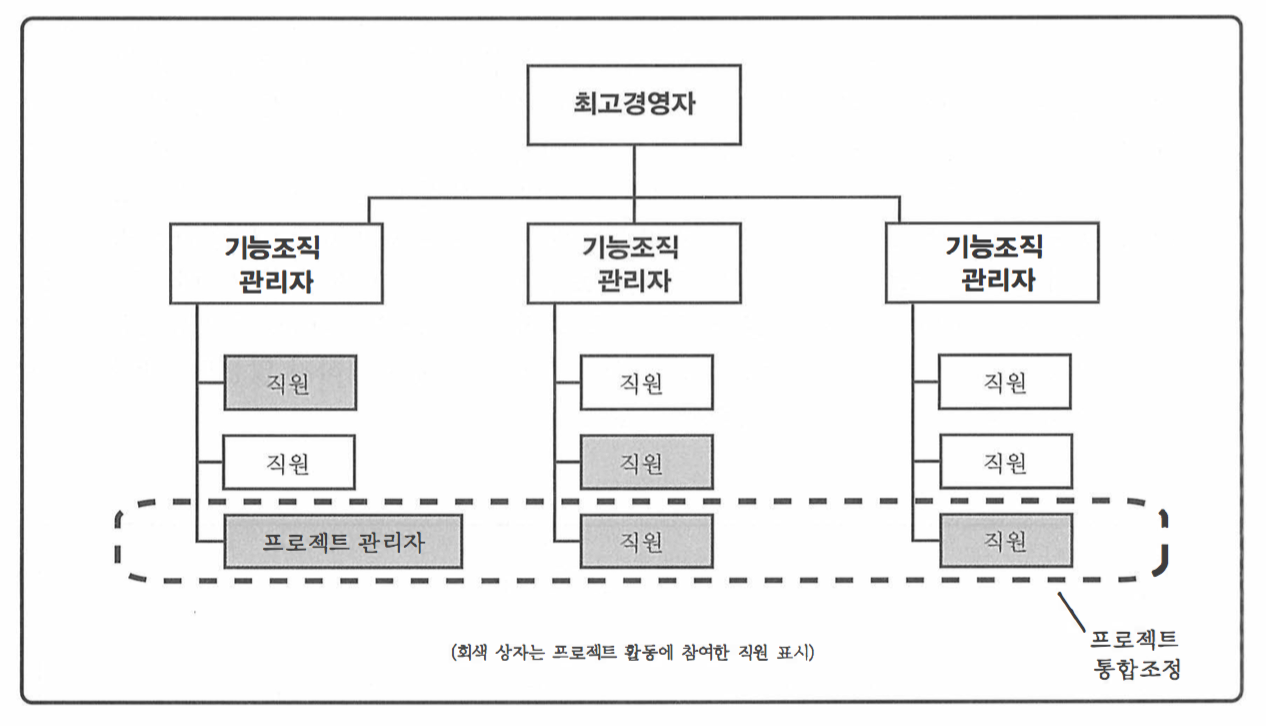 최고경영자
기능조직
관리자
기능조직
관리자
기능조직
관리자
직원
직원
직원
직원
직원
직원
프로젝트 관리자
직원
직원
(회색 상자는 프로젝트 활동에 참여한 직원 표시)
프로젝트
통합조정